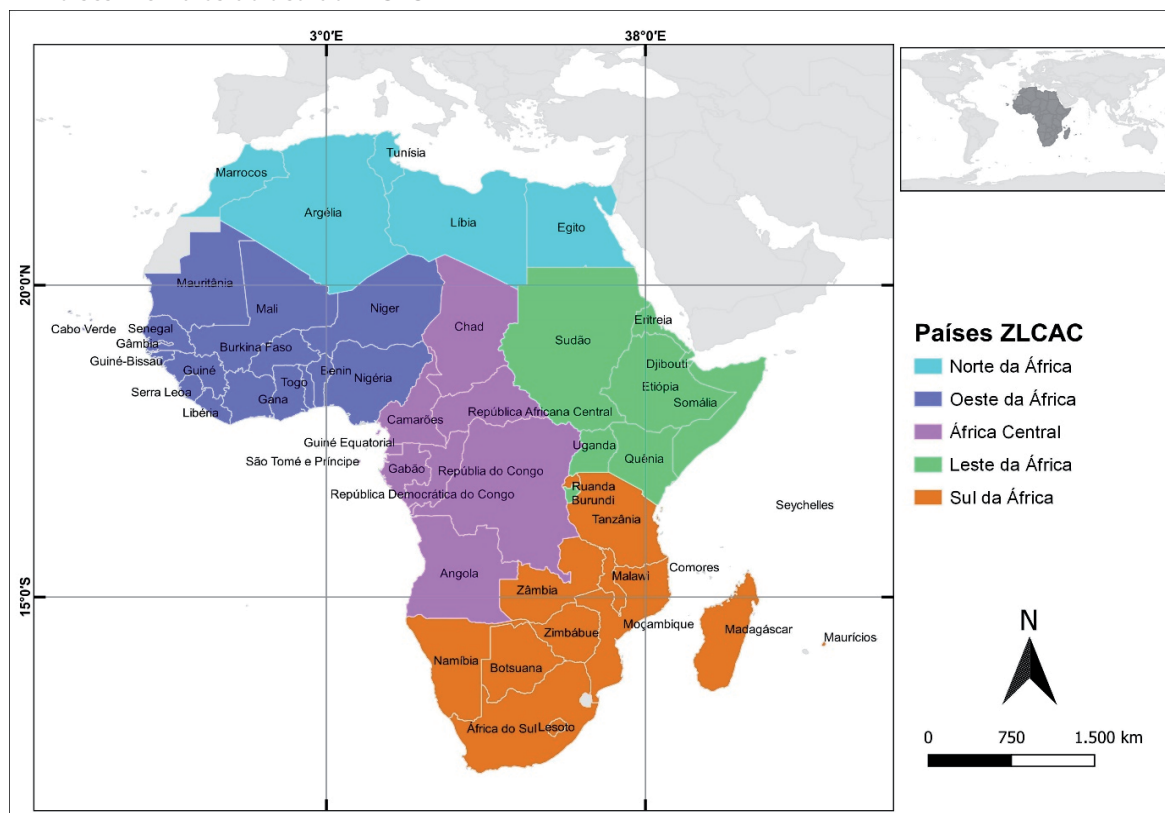 3°0'E
38°0'E
20°0'N
15°0'S
Tunísia
Marrocos
Argélia
Líbia
Egito
Mauritânia
Mali
Niger
Cabo Verde
Senegal
Gâmbia
Guiné-Bissau
Burkina Faso
Chad
Sudão
Eritreia
Djibouti
Etiópia
Somália
Guiné
Serra Leoa
Libéria
Gana
Togo
Bénin
Nigéria
Camarões
República Africana Central
Guiné Equatorial
São Tomé e Príncipe
Gabão
Repúblia do Congo
República Democrática do Congo
Uganda
Quênia
Ruanda
Burundi
Tanzânia
Seychelles
Angola
Zâmbia
Malawi
Comores
Moçambique
Madagáscar
Maurícios
Zimbábue
Namíbia
Botsuana
África do Sul
Lesoto
Países ZLCAC
Norte da África
Oeste da África
África Central
Leste da África
Sul da África
N
0 750 1.500 km